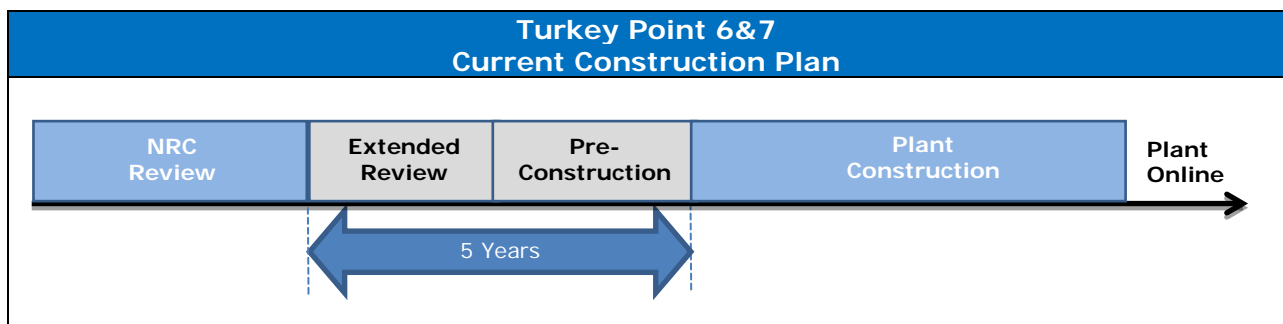 Turkey Point 6&7
Current Construction Plan
NRC
Review
Extended
Review
Pre-
Construction
Plant
Construction
Plant
Online
5 Years